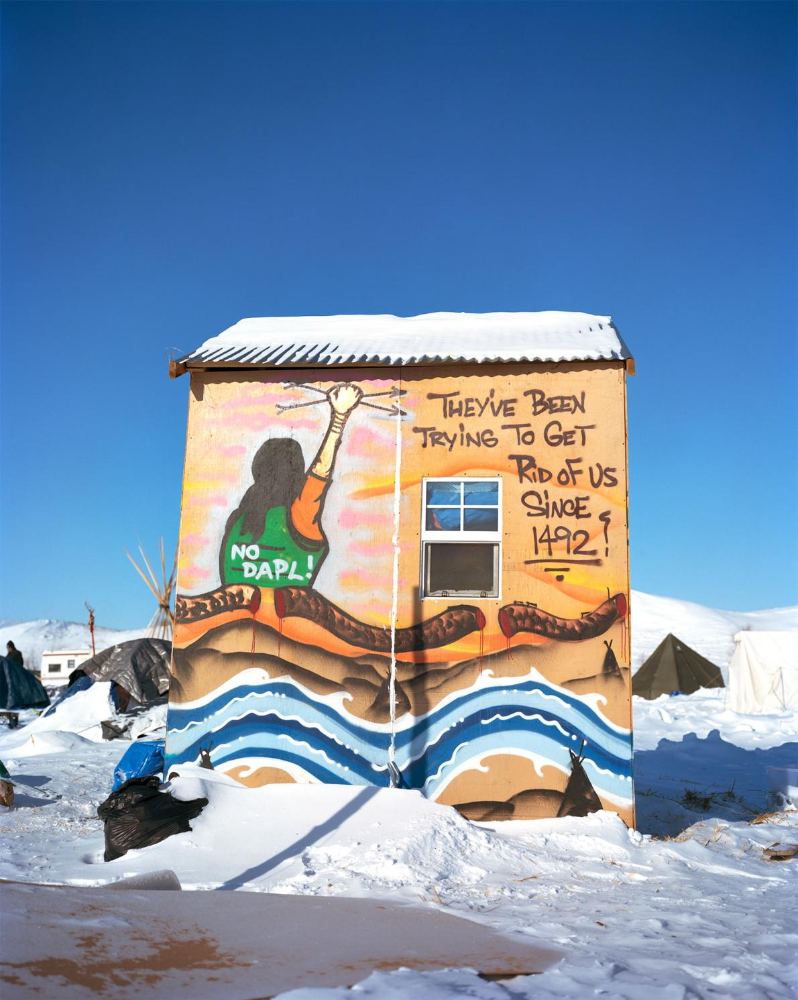 THEY'VE BEEN
TRYING TO GET
RID OF US
SINCE
1492!
NO
DAPL!